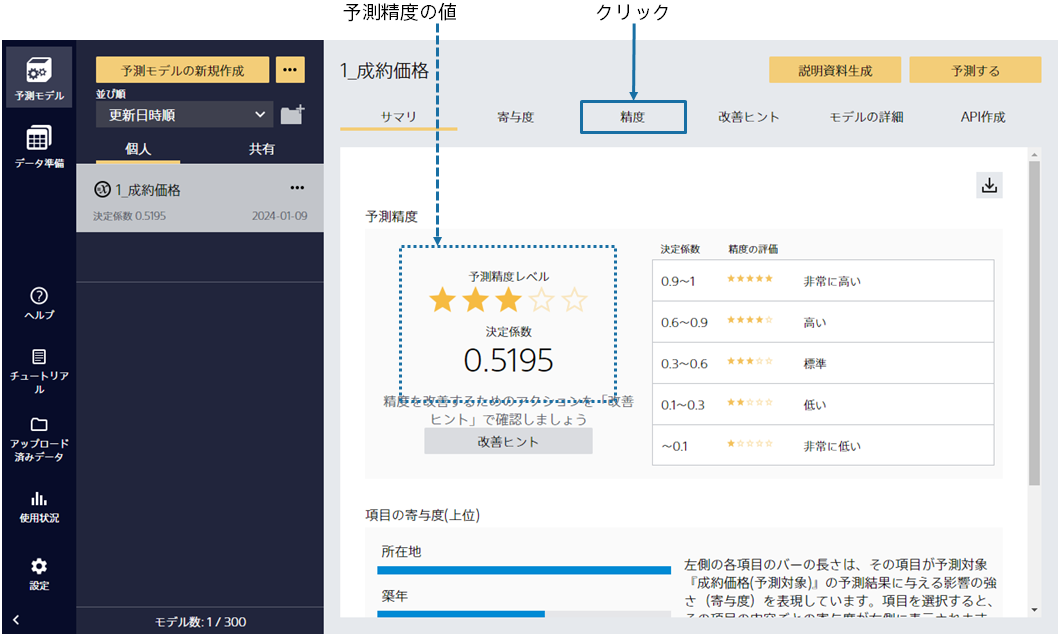 予測精度の値
クリック
予測モデル
データ準備
ヘルプ
チュートリア
ル
アップロード
済みデータ
使用状況
設定
予測モデルの新規作成
並び順
更新日時順
個人
共有
1_成約価格
決定係数 0.5195
2024-01-09
モデル数: 1 / 300
1_成約価格
説明資料生成
予測する
サマリ
寄与度
精度
改善ヒント
モデルの詳細
API作成
予測精度
予測精度レベル
決定係数
0.5195
精度を改善するためのアクションを「改善
ヒント」で確認しましょう
改善ヒント
決定係数
精度の評価
0.9～1
非常に高い
0.6～0.9
高い
0.3～0.6
標準
0.1～0.3
低い
～0.1
非常に低い
項目の寄与度(上位)
所在地
築年
左側の各項目のバーの長さは、その項目が予測対象
『成約価格(予測対象)』の予測結果に与える影響の強
さ（寄与度）を表現しています。項目を選択すると、